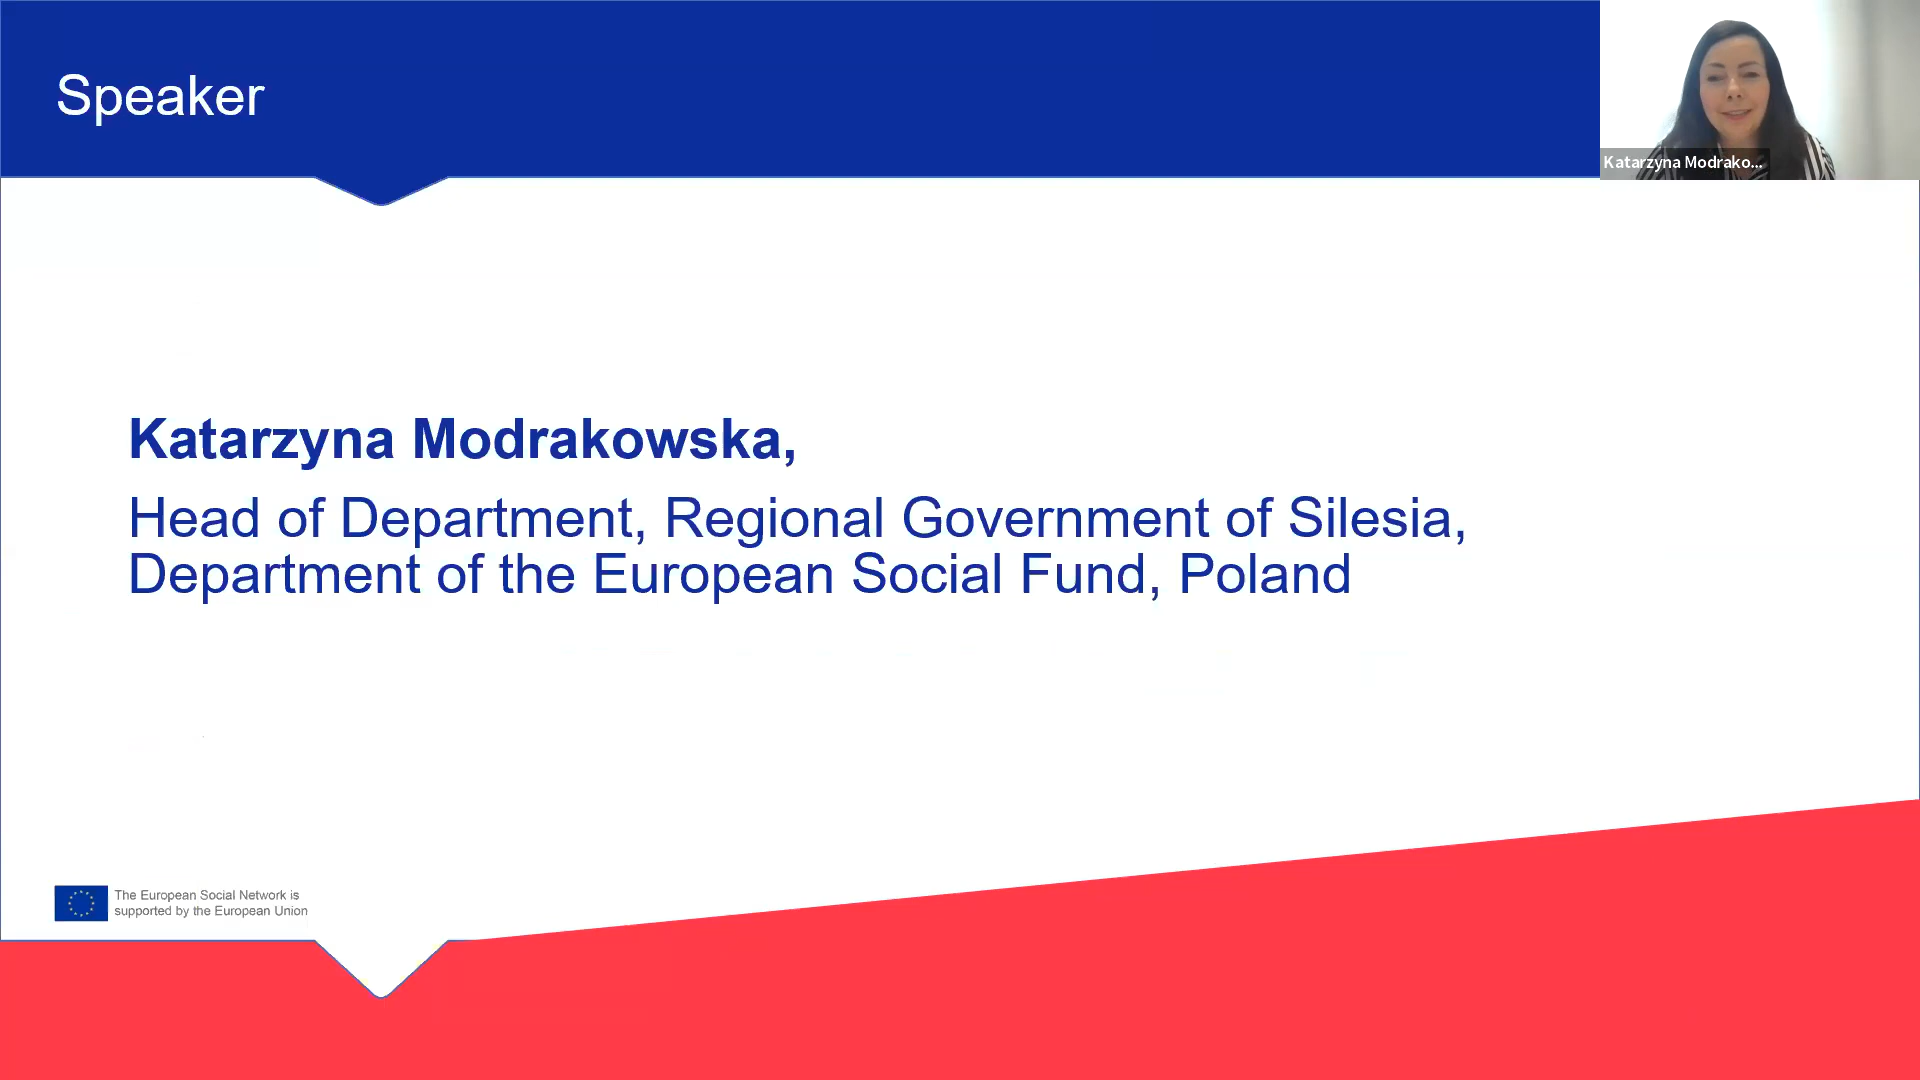 Speaker
Katarzyna Modrako...
Katarzyna Modrakowska,
Head of Department, Regional Government of Silesia,
Department of the European Social Fund, Poland
The European Social Network is
supported by the European Union